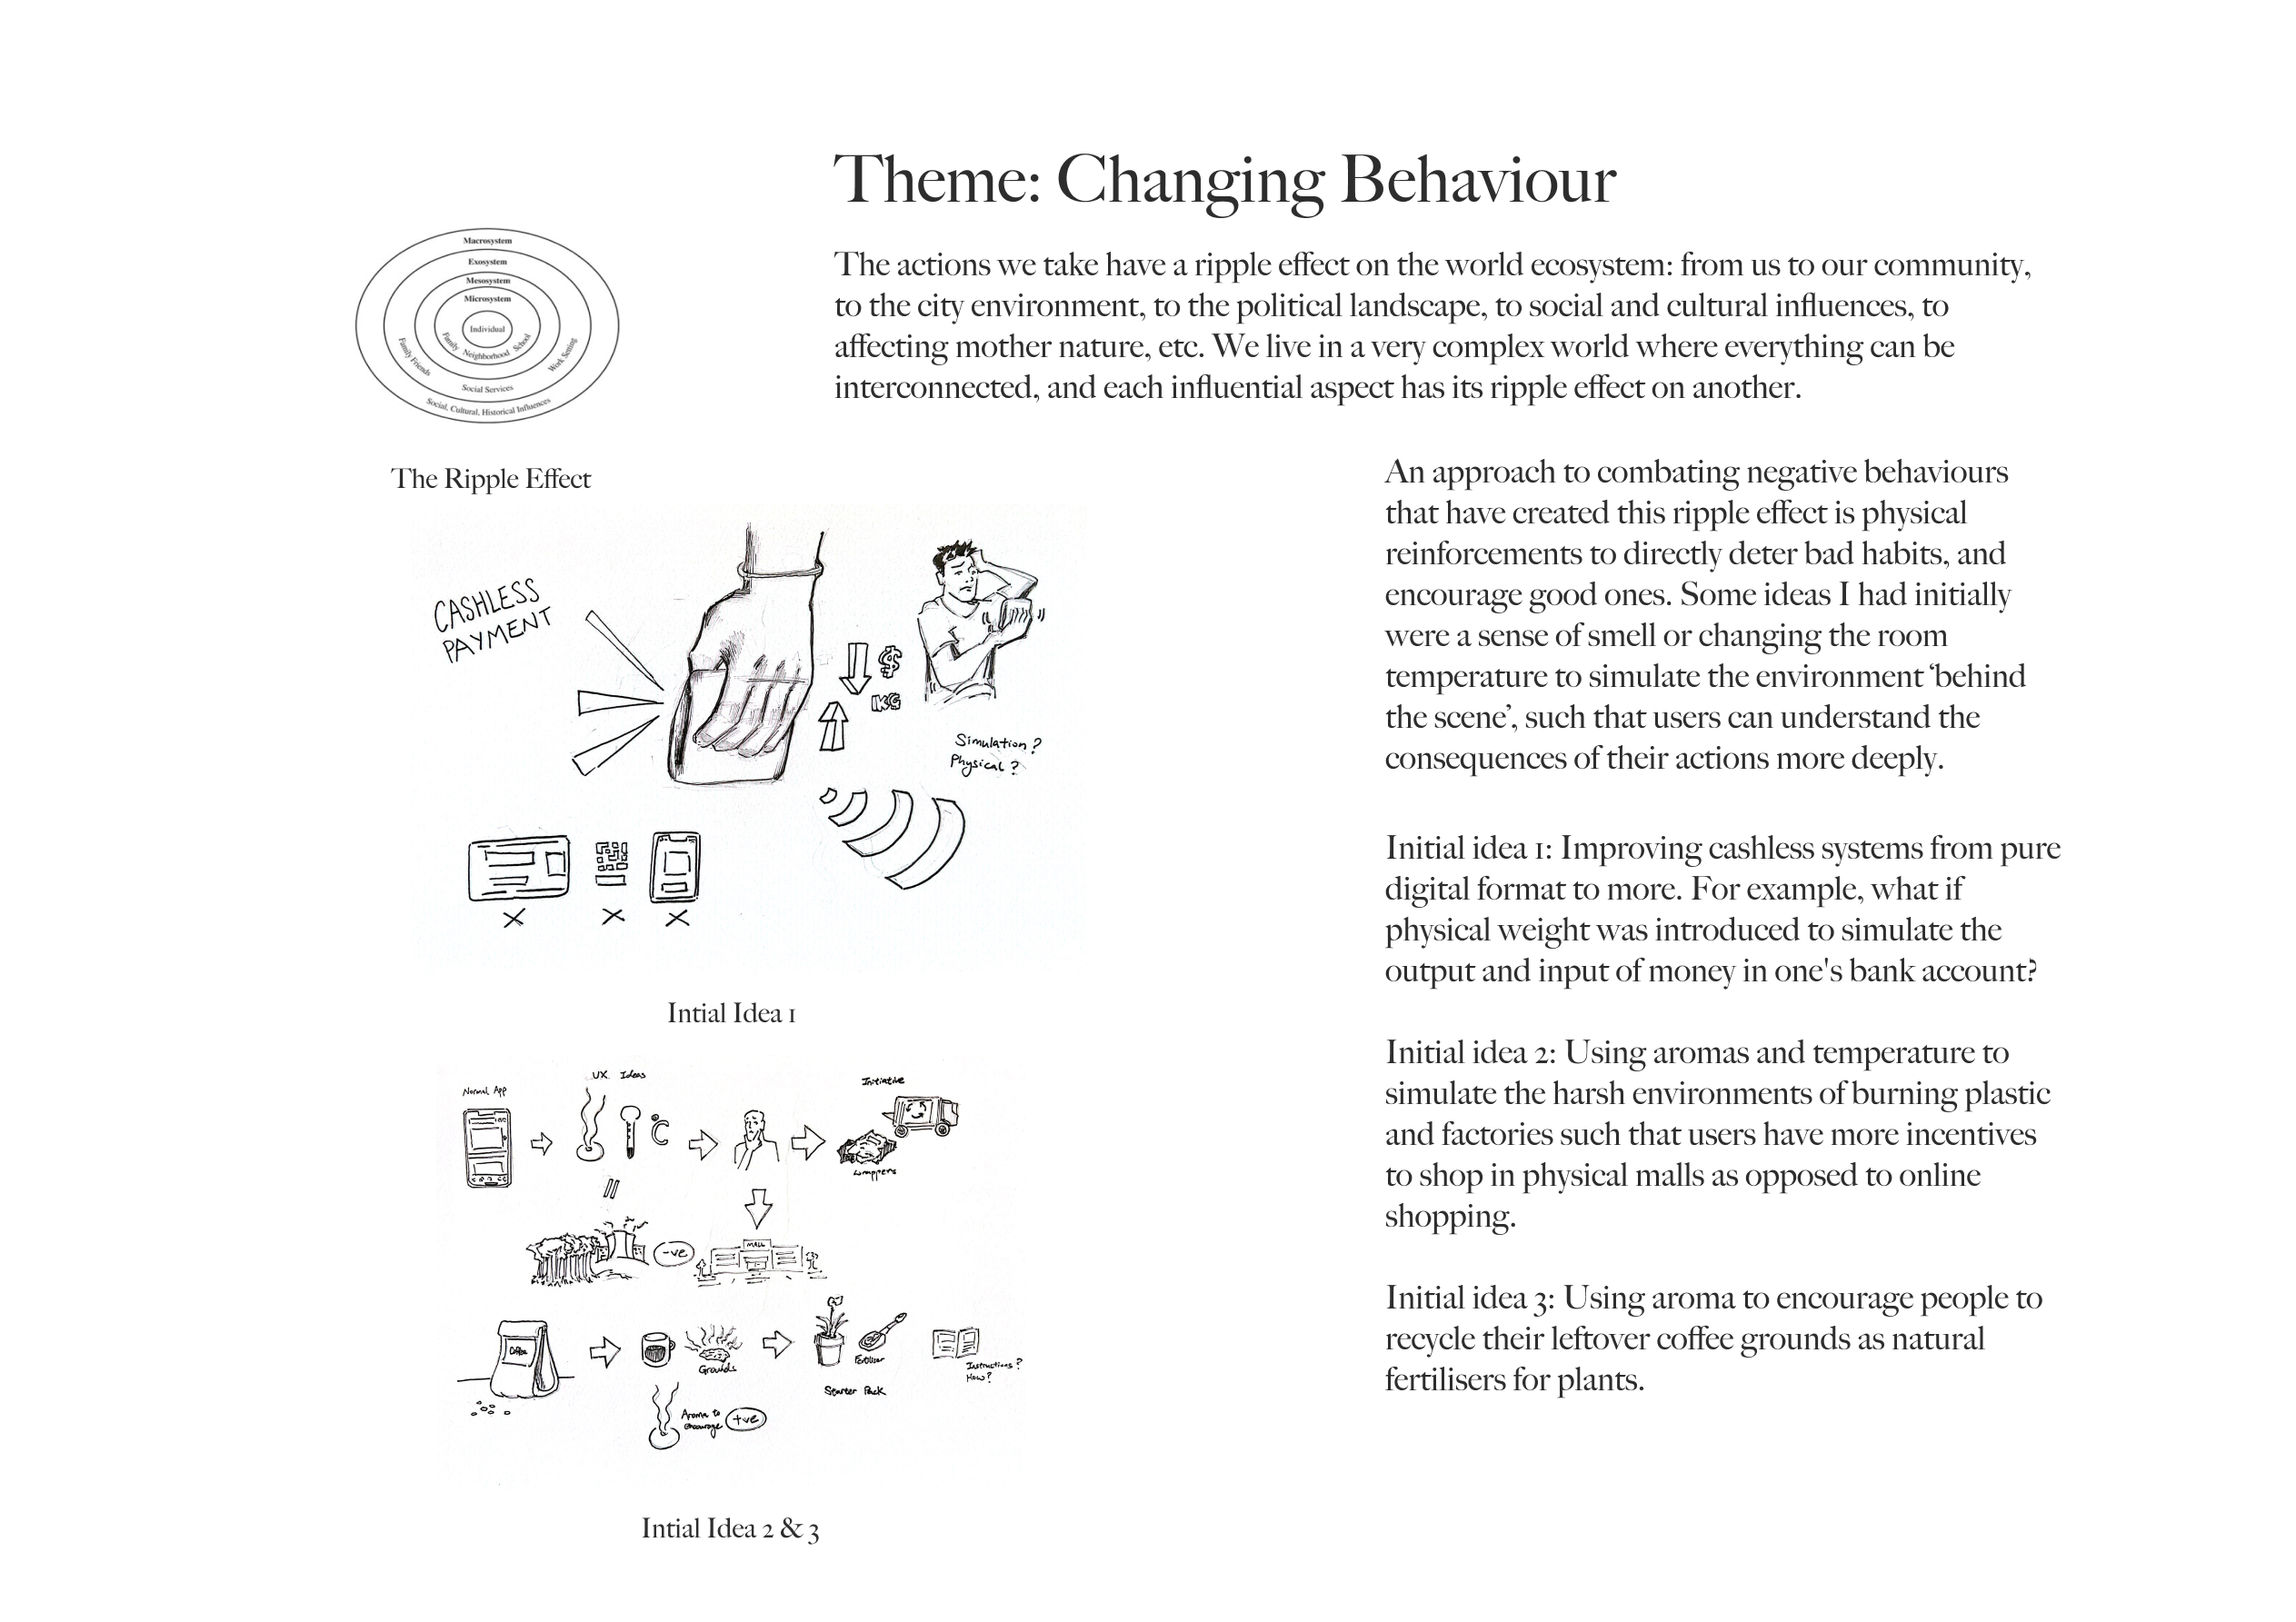 Theme: Changing Behaviour
The actions we take have a ripple effect on the world ecosystem: from us to our community,
to the city environment, to the political landscape, to social and cultural influences, to
affecting mother nature, etc. We live in a very complex world where everything can be
interconnected, and each influential aspect has its ripple effect on another.
Macrosystem
Exosystem
Mesosystem
Microsystem
Individual
Family Neighborhood School
Family Friends
Social Services
Work Setting
Social, Cultural, Historical Influences
The Ripple Effect
CASHLESS
PAYMENT
$
1KG
Simulation?
Physical?
Intial Idea 1
Normal App
UX Ideas
°C
Initiative
Wrappers
-ve
MALL
Coffee
Grounds
Fertiliser
Starter Pack
Instructions?
How?
Aroma to
encourage
+ve
Intial Idea 2 & 3
An approach to combating negative behaviours
that have created this ripple effect is physical
reinforcements to directly deter bad habits, and
encourage good ones. Some ideas I had initially
were a sense of smell or changing the room
temperature to simulate the environment ‘behind
the scene’, such that users can understand the
consequences of their actions more deeply.
Initial idea 1: Improving cashless systems from pure
digital format to more. For example, what if
physical weight was introduced to simulate the
output and input of money in one's bank account?
Initial idea 2: Using aromas and temperature to
simulate the harsh environments of burning plastic
and factories such that users have more incentives
to shop in physical malls as opposed to online
shopping.
Initial idea 3: Using aroma to encourage people to
recycle their leftover coffee grounds as natural
fertilisers for plants.